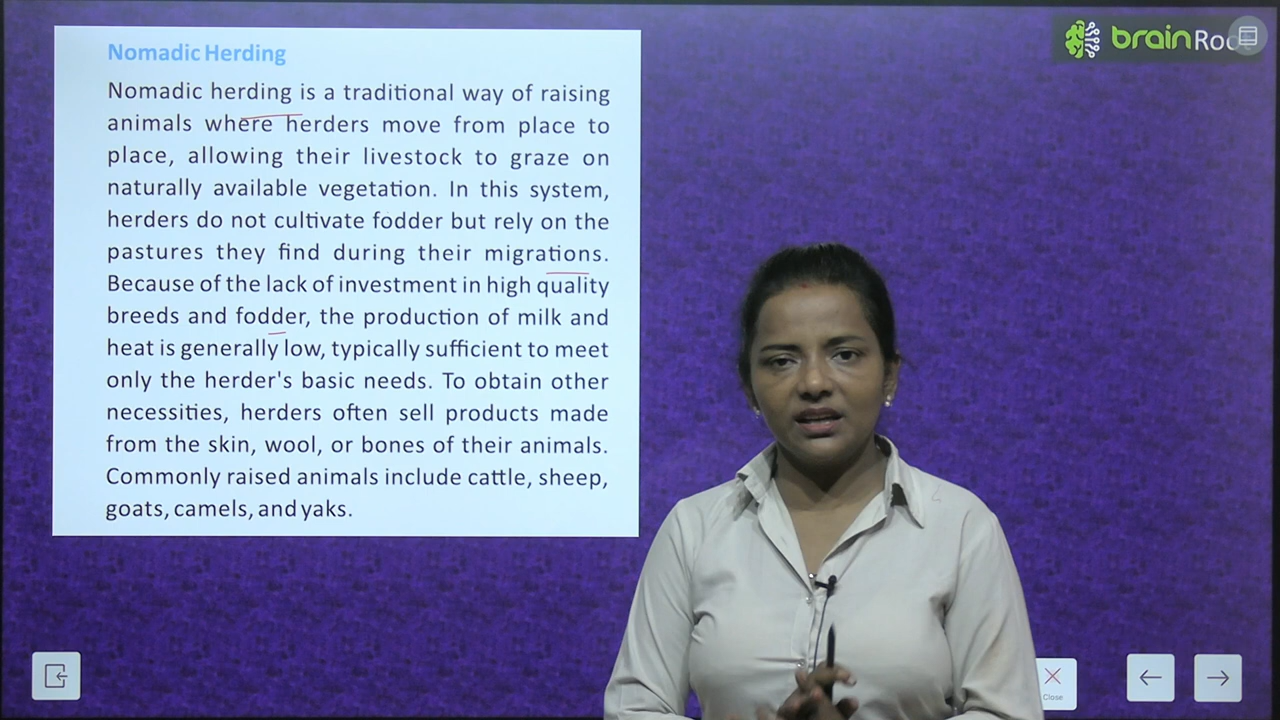 Nomadic Herding
Nomadic herding is a traditional way of raising
animals where herders move from place to
place, allowing their livestock to graze on
naturally available vegetation. In this system,
herders do not cultivate fodder but rely on the
pastures they find during their migrations.
Because of the lack of investment in high quality
breeds and fodder, the production of milk and
heat is generally low, typically sufficient to meet
only the herder's basic needs. To obtain other
necessities, herders often sell products made
from the skin, wool, or bones of their animals.
Commonly raised animals include cattle, sheep,
goats, camels, and yaks.
brain
Close